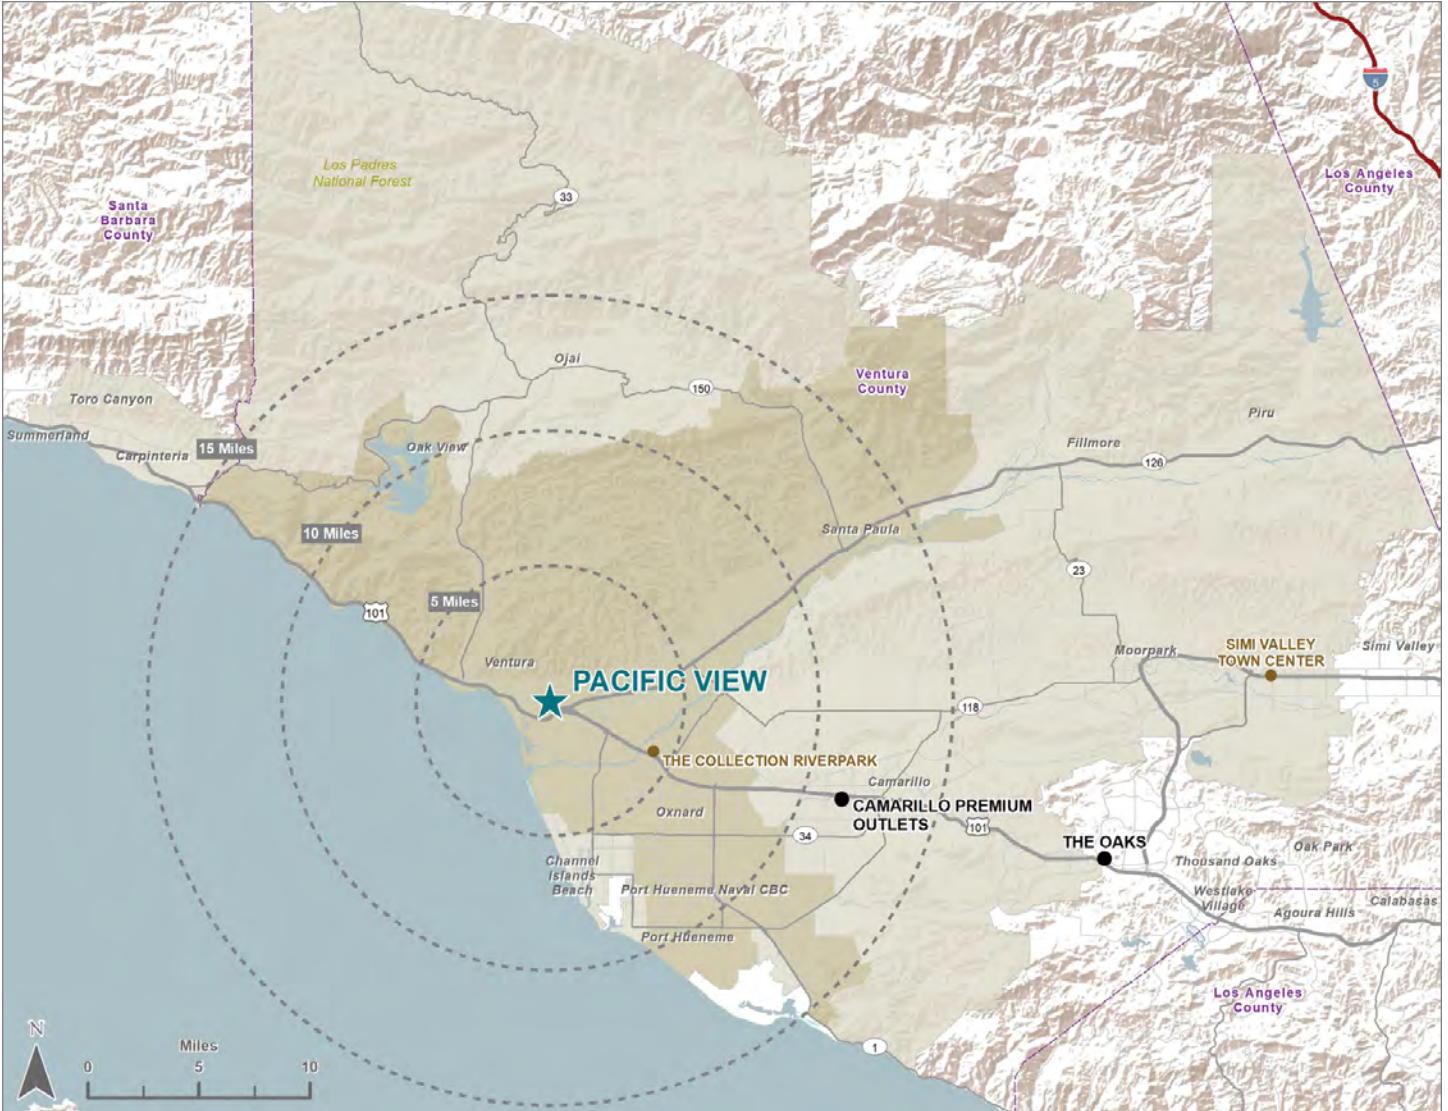 5
Los Angeles
County
Los Padres
National Forest
33
Santa
Barbara
County
Ojai
150
Ventura
County
Toro Canyon
Summerland
Carpinteria
15 Miles
Oak View
Piru
Fillmore
126
10 Miles
Santa Paula
23
5 Miles
101
Ventura
PACIFIC VIEW
Moorpark
SIMI VALLEY
TOWN CENTER
Simi Valley
118
THE COLLECTION RIVERPARK
Camarillo
CAMARILLO PREMIUM
OUTLETS
Oxnard
34
101
THE OAKS
Oak Park
Thousand Oaks
Channel
Islands
Beach
Port Hueneme Naval CBC
Westlake
Village
Agoura Hills
Calabasas
Port Hueneme
Los Angeles
County
1
N
Miles
0
5
10